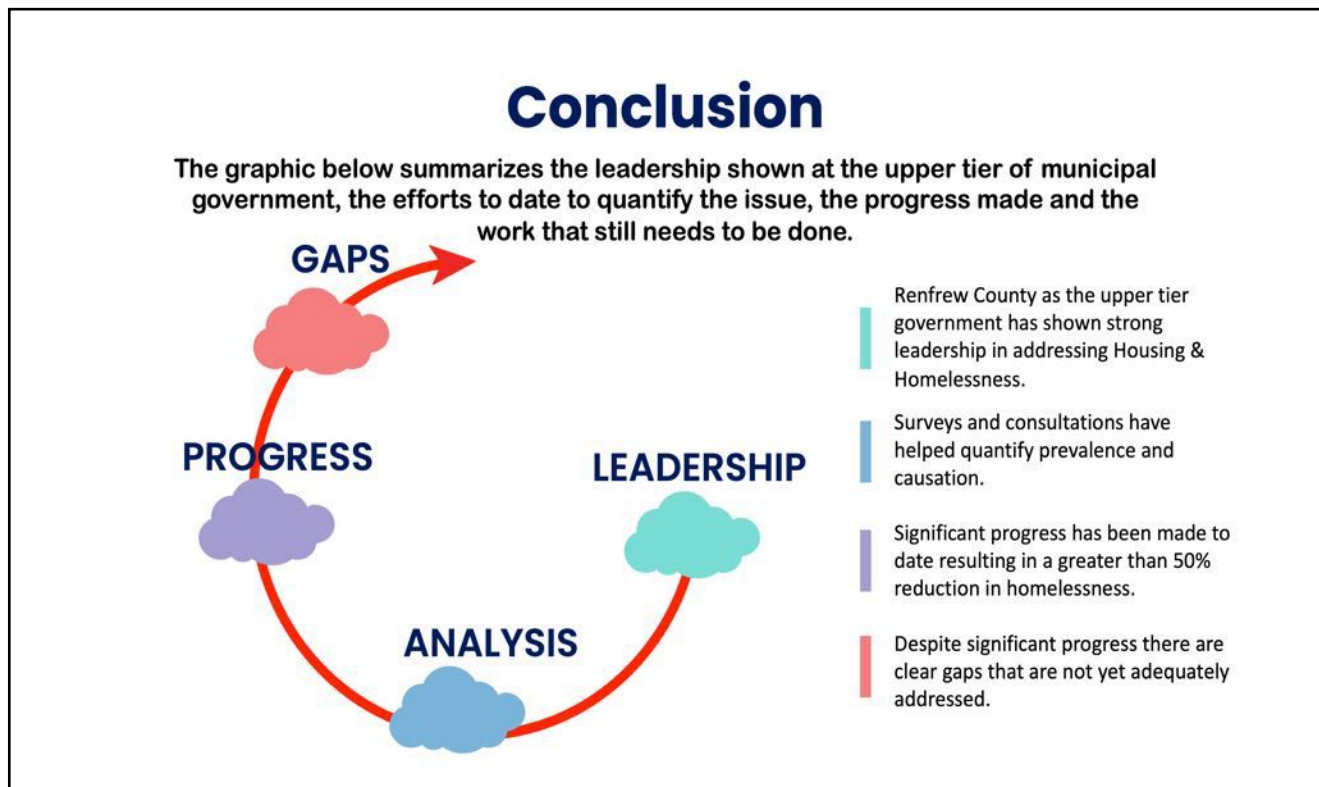 Conclusion
The graphic below summarizes the leadership shown at the upper tier of municipal
government, the efforts to date to quantify the issue, the progress made and the
work that still needs to be done.
GAPS
PROGRESS
LEADERSHIP
ANALYSIS
Renfrew County as the upper tier
government has shown strong
leadership in addressing Housing &
Homelessness.
Surveys and consultations have
helped quantify prevalence and
causation.
Significant progress has been made to
date resulting in a greater than 50%
reduction in homelessness.
Despite significant progress there are
clear gaps that are not yet adequately
addressed.